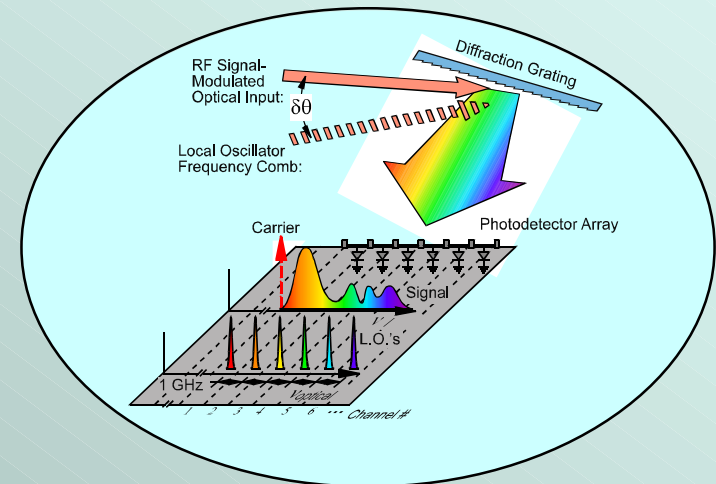 Diffraction Grating
RF Signal-
Modulated
Optical Input:
δθ
Local Oscillator
Frequency Comb:
Photodetector Array
Carrier
Signal
L.O.'s
1 GHz
νoptical
1 2 3 4 5 6 ... Channel #